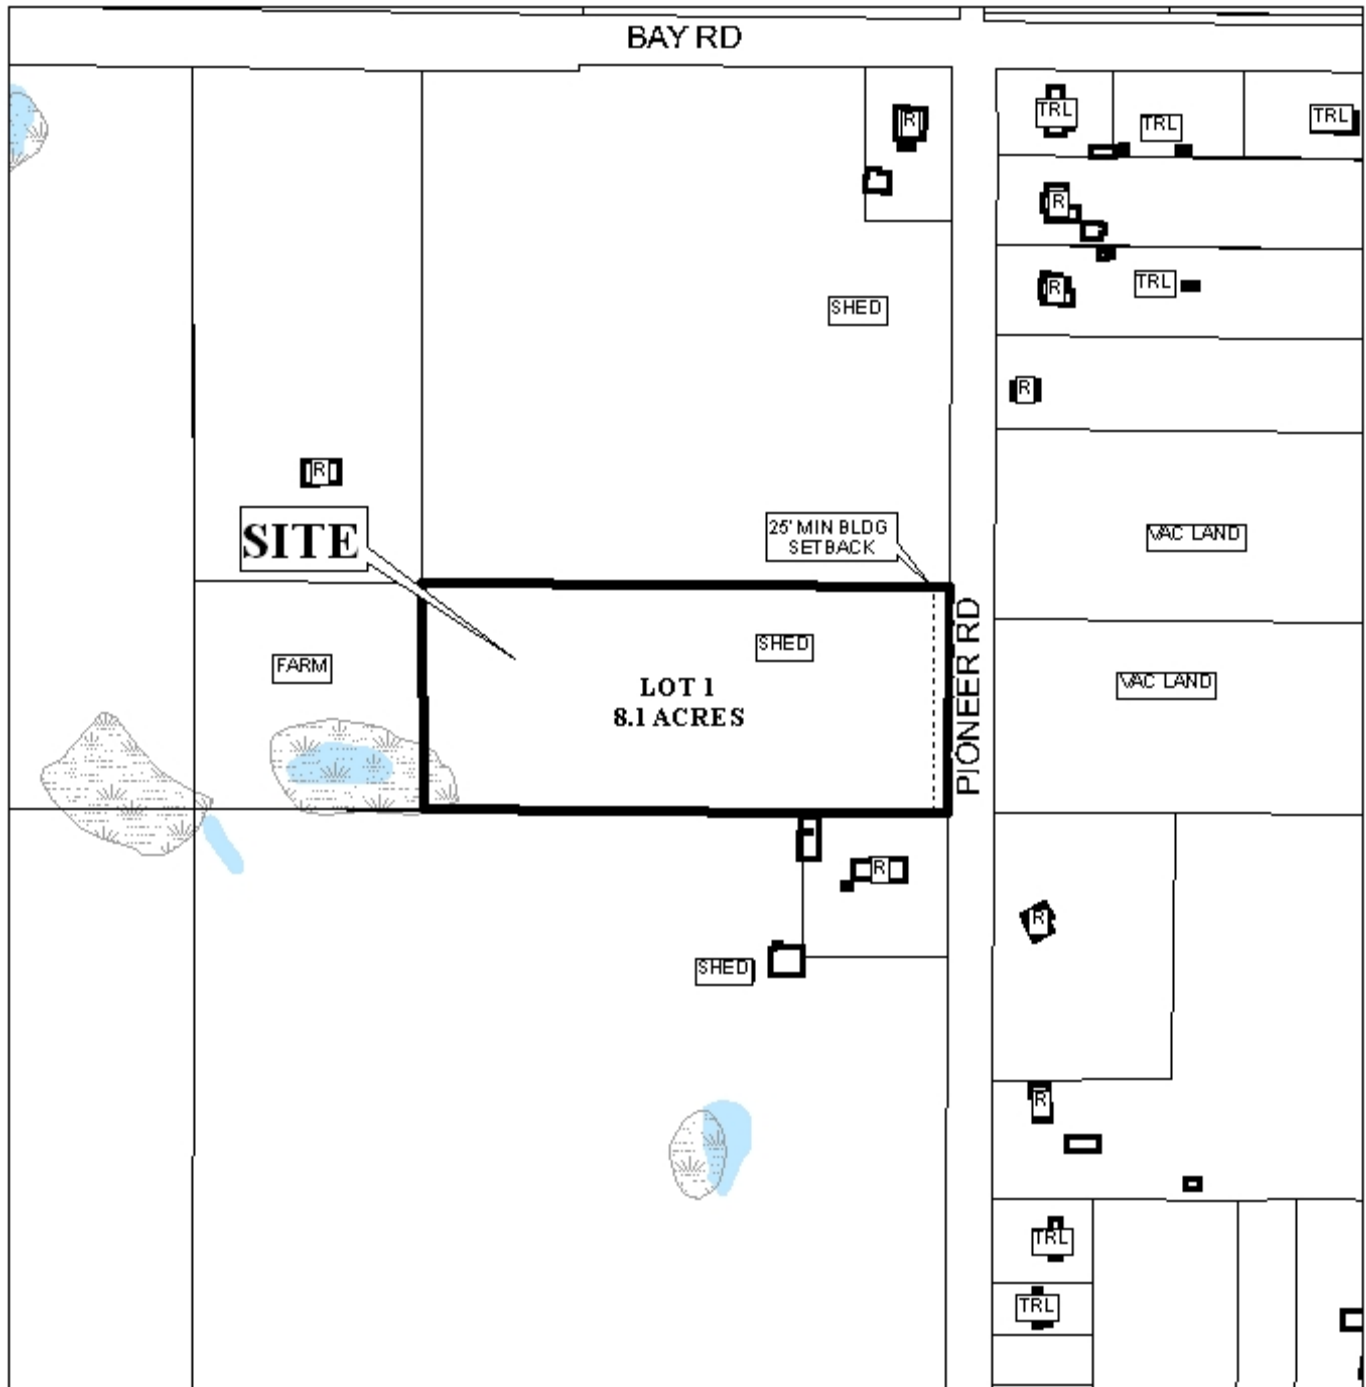 BAY RD
R
TRL
TRL
TRL
R
R
TRL
SHED
R
R
SITE
25' MIN BLDG
SETBACK
VAC LAND
SHED
FARM
LOT 1
8.1 ACRES
PIONEER RD
VAC LAND
R
R
SHED
R
TRL
TRL